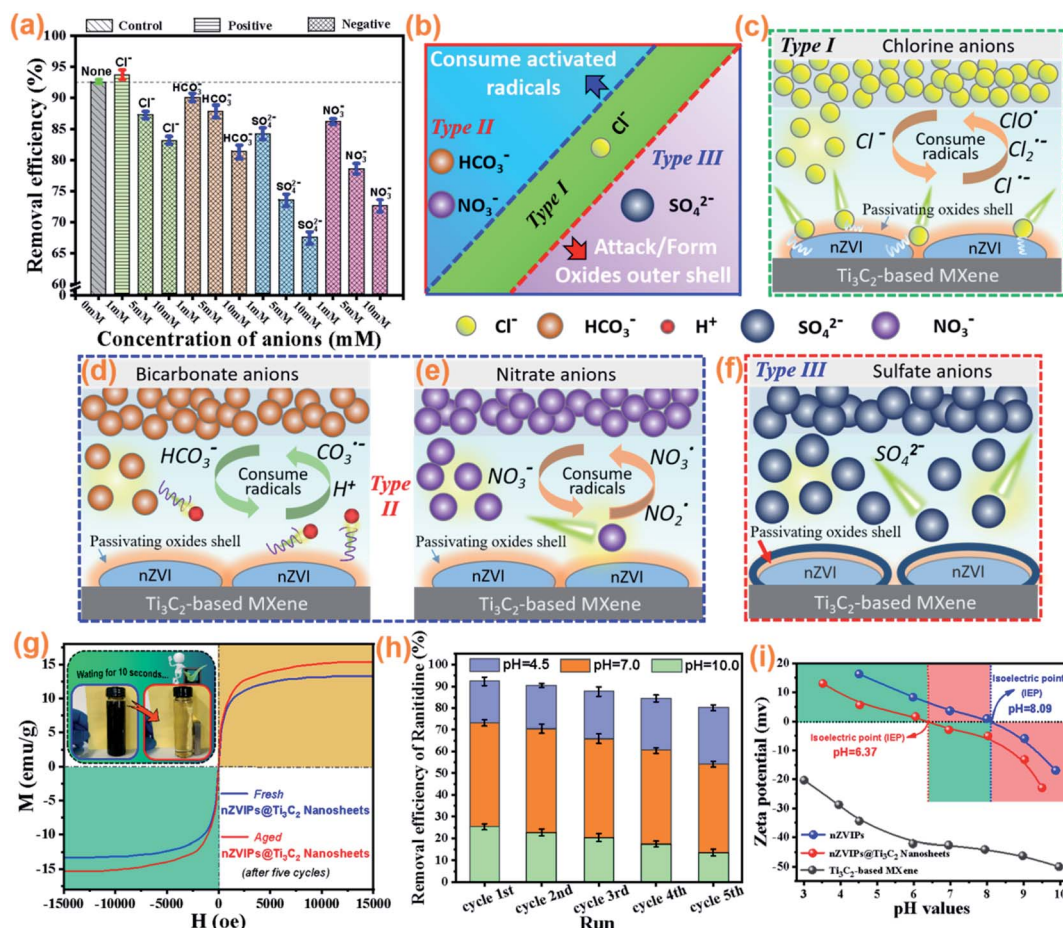 (a)
Control Positive Negative
Removal efficiency (%)
100
95
90
85
80
75
70
65
60
0
None
Cl⁻
Cl⁻
Cl⁻
HCO₃⁻
HCO₃⁻
HCO₃⁻
SO₄²⁻
SO₄²⁻
SO₄²⁻
NO₃⁻
NO₃⁻
NO₃⁻
0mM 1mM 5mM 10mM 1mM 5mM 10mM 1mM 5mM 10mM 1mM 5mM 10mM
Concentration of anions (mM)
(b)
Consume activated
radicals
Type II
HCO₃⁻
NO₃⁻
Cl⁻
Type I
Type III
SO₄²⁻
Attack/Form
Oxides outer shell
(c)
Type I Chlorine anions
Cl⁻
Consume
radicals
ClO•
Cl₂•⁻
Cl•⁻
Passivating oxides shell
nZVI nZVI
Ti₃C₂-based MXene
Cl⁻ HCO₃⁻ H⁺ SO₄²⁻ NO₃⁻
(d)
Bicarbonate anions
HCO₃⁻
Consume
radicals
CO₃•⁻
H⁺
Passivating oxides shell
nZVI nZVI
Ti₃C₂-based MXene
Type
II
(e)
Nitrate anions
NO₃⁻
Consume
radicals
NO₃•
NO₂•
Passivating oxides shell
nZVI nZVI
Ti₃C₂-based MXene
(f)
Type III Sulfate anions
SO₄²⁻
Passivating oxides shell
nZVI nZVI
Ti₃C₂-based MXene
(g)
M (emu/g)
15
10
5
0
-5
-10
-15
Wating for 10 seconds...
Fresh
nZVIPs@Ti₃C₂ Nanosheets
Aged
nZVIPs@Ti₃C₂ Nanosheets
(after five cycles)
-15000 -10000 -5000 0 5000 10000 15000
H (oe)
(h)
Removal efficiency of Ranitidine (%)
100
90
80
70
60
50
40
30
20
10
0
pH=4.5 pH=7.0 pH=10.0
cycle 1st cycle 2nd cycle 3rd cycle 4th cycle 5th
Run
(i)
Zeta potential (mv)
20
10
0
-10
-20
-30
-40
-50
Isoelectric point
(IEP)
pH=8.09
Isoelectric point (IEP)
pH=6.37
nZVIPs
nZVIPs@Ti₃C₂ Nanosheets
Ti₃C₂-based MXene
3 4 5 6 7 8 9 10
pH values